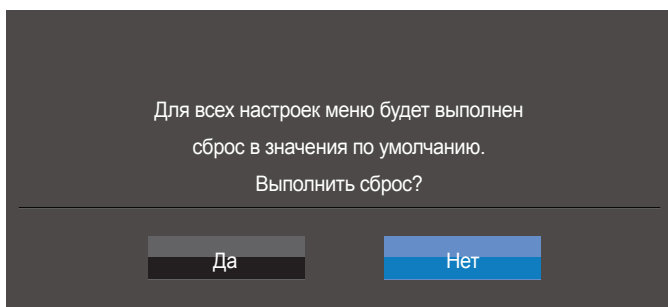 Для всех настроек меню будет выполнен
сброс в значения по умолчанию.
Выполнить сброс?
Да
Нет